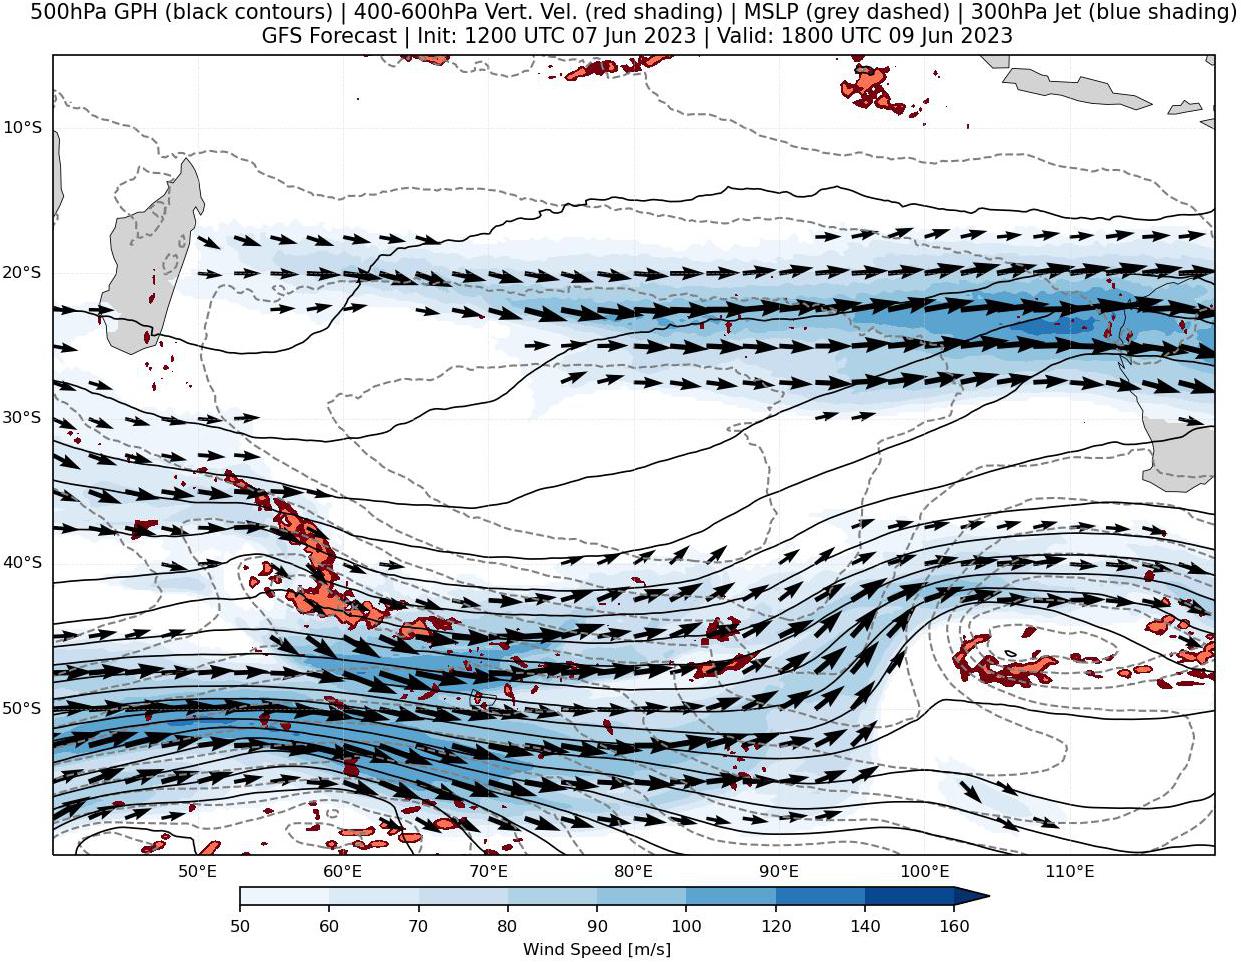 500hPa GPH (black contours) | 400-600hPa Vert. Vel. (red shading) | MSLP (grey dashed) | 300hPa Jet (blue shading)
GFS Forecast | Init: 1200 UTC 07 Jun 2023 | Valid: 1800 UTC 09 Jun 2023
10°S
20°S
30°S
40°S
50°S
50°E 60°E 70°E 80°E 90°E 100°E 110°E
50 60 70 80 90 100 120 140 160
Wind Speed [m/s]